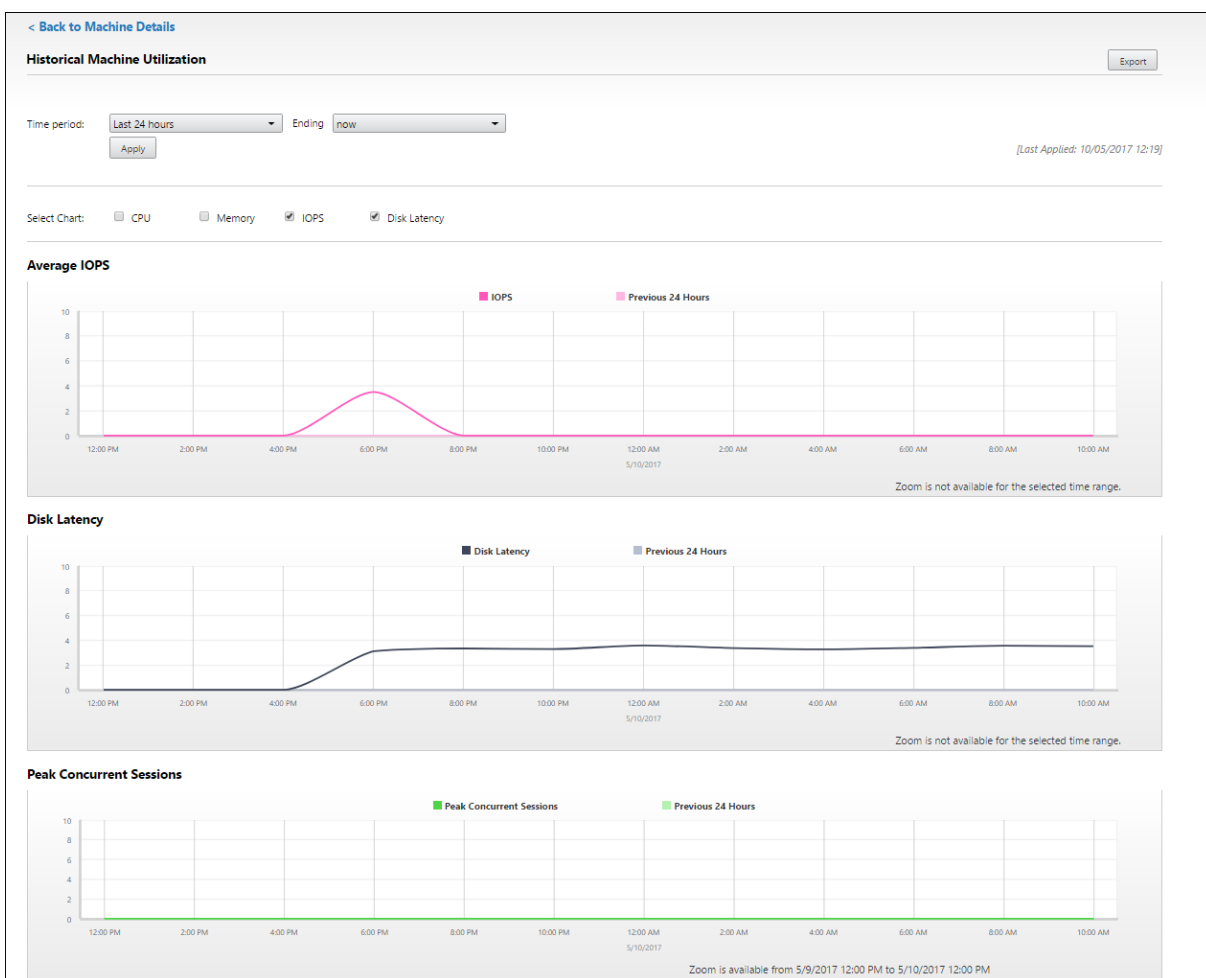 < Back to Machine Details
Historical Machine Utilization
Export
Time period: Last 24 hours Ending now
Apply
[Last Applied: 10/05/2017 12:19]
Select Chart: CPU Memory IOPS Disk Latency
Average IOPS
IOPS Previous 24 Hours
10
8
6
4
2
0
12:00 PM 2:00 PM 4:00 PM 6:00 PM 8:00 PM 10:00 PM 12:00 AM 2:00 AM 4:00 AM 6:00 AM 8:00 AM 10:00 AM
5/10/2017
Zoom is not available for the selected time range.
Disk Latency
Disk Latency Previous 24 Hours
10
8
6
4
2
0
12:00 PM 2:00 PM 4:00 PM 6:00 PM 8:00 PM 10:00 PM 12:00 AM 2:00 AM 4:00 AM 6:00 AM 8:00 AM 10:00 AM
5/10/2017
Zoom is not available for the selected time range.
Peak Concurrent Sessions
Peak Concurrent Sessions Previous 24 Hours
10
8
6
4
2
0
12:00 PM 2:00 PM 4:00 PM 6:00 PM 8:00 PM 10:00 PM 12:00 AM 2:00 AM 4:00 AM 6:00 AM 8:00 AM 10:00 AM
5/10/2017
Zoom is available from 5/9/2017 12:00 PM to 5/10/2017 12:00 PM